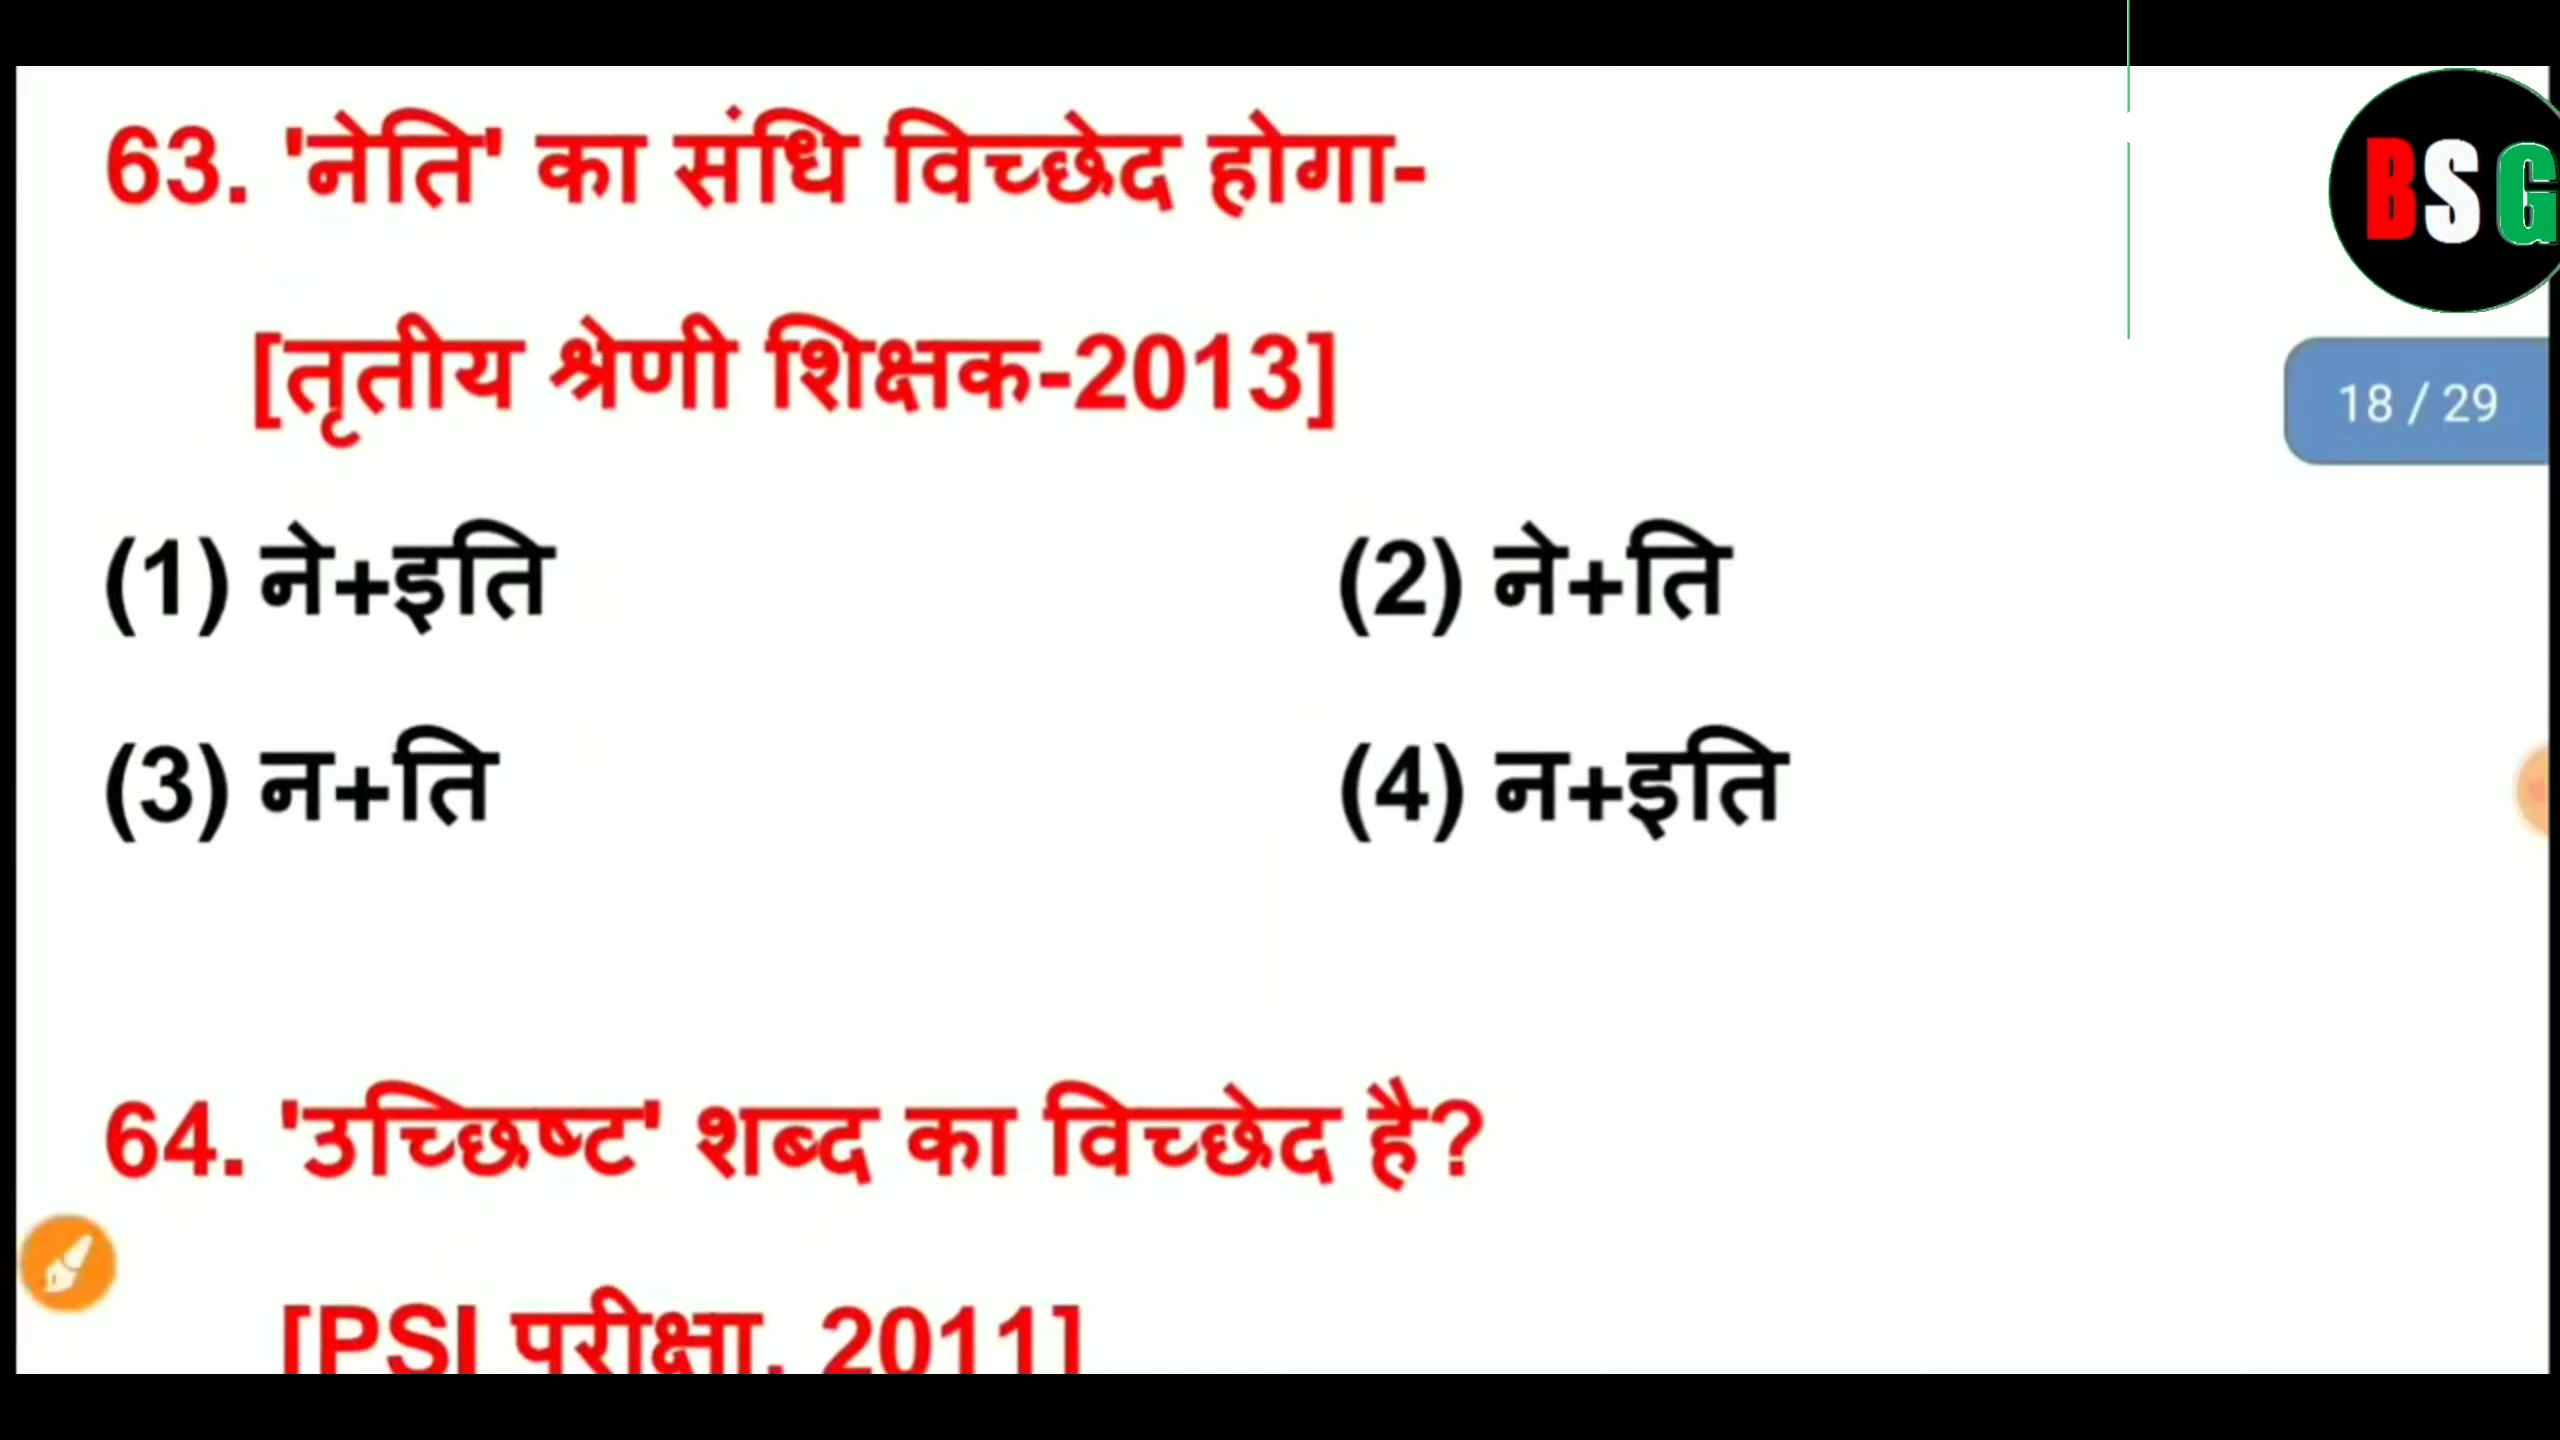 63. 'नेति' का संधि विच्छेद होगा-
[तृतीय श्रेणी शिक्षक-2013]
(1) ने+इति (2) ने+ति
(3) न+ति (4) न+इति
64. 'उच्छिष्ट' शब्द का विच्छेद है?
[PSI परीक्षा, 2011]
BSG
18 / 29